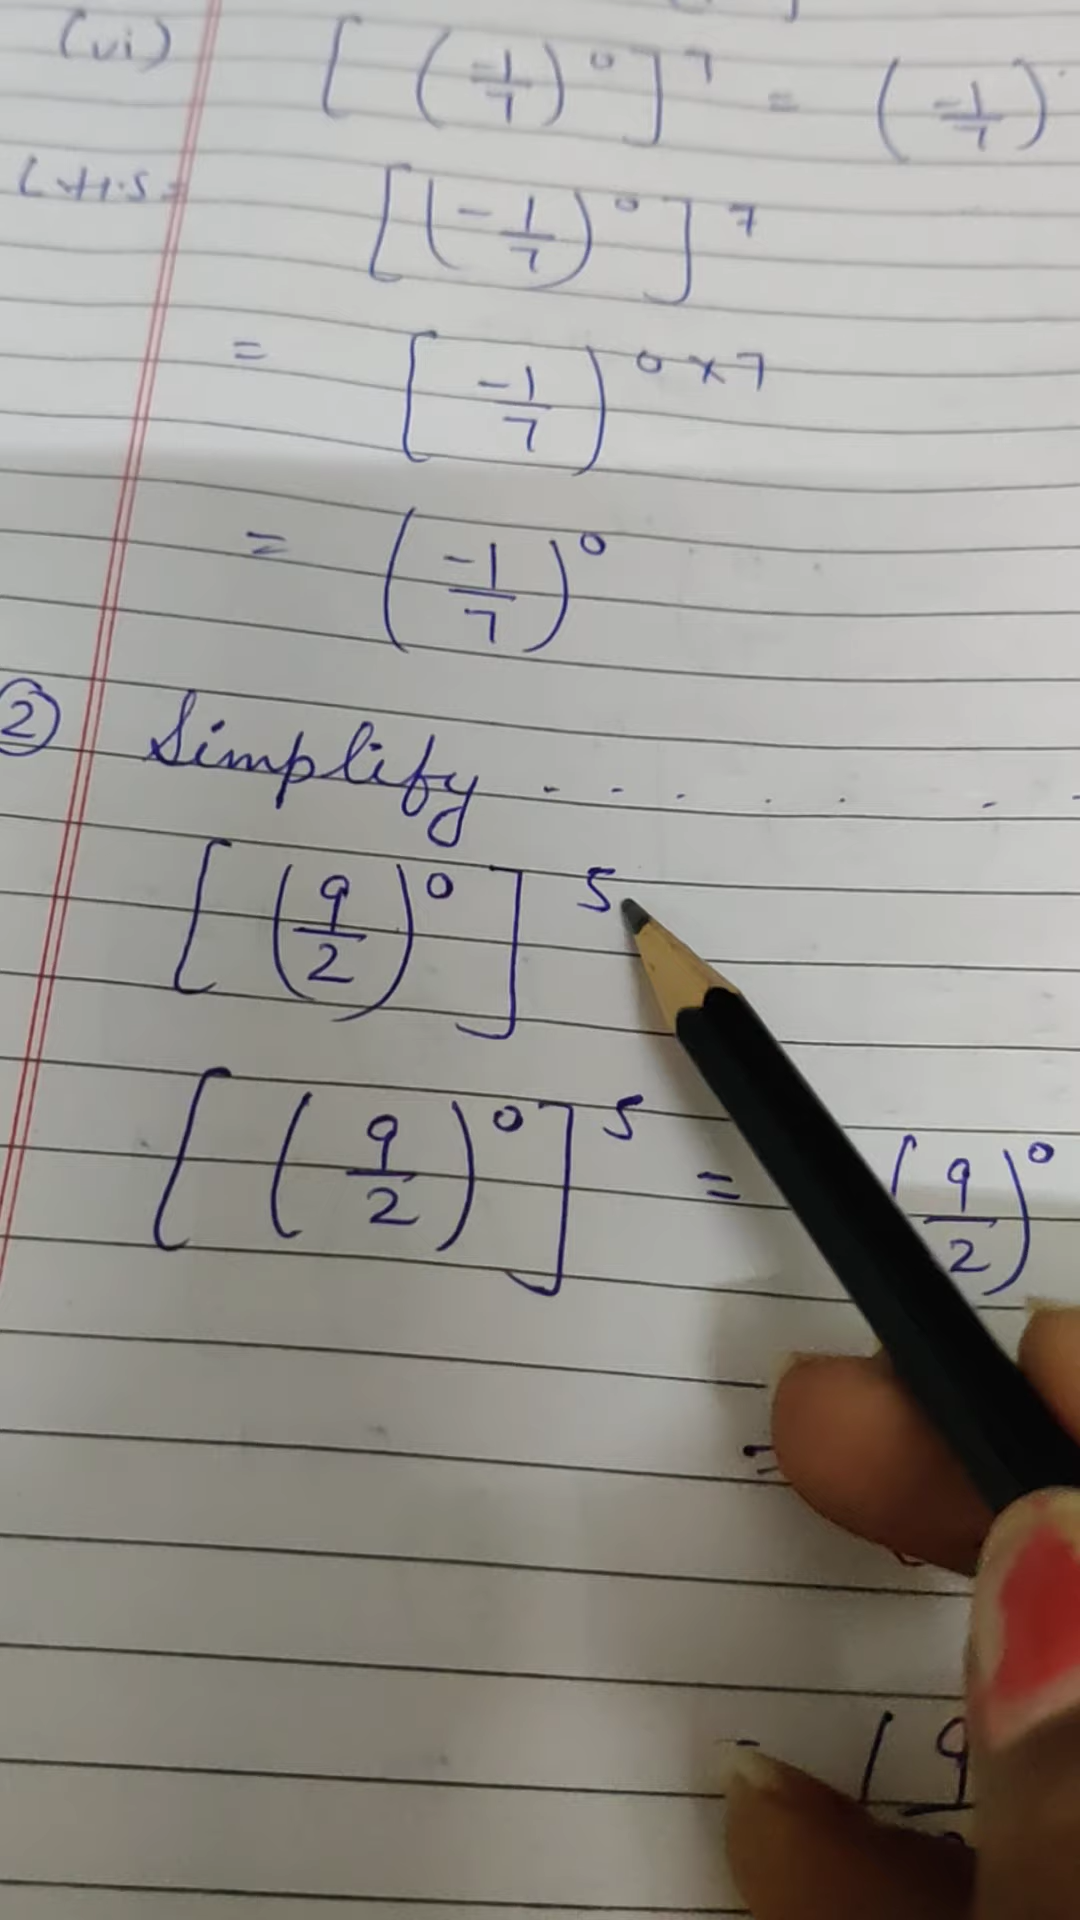 (vi) [(-1/7)^0]^7 = (-1/7)
L.H.S = [(-1/7)^0]^7
= [-1/7)^0×7
= (-1/7)^0
② Simplify . . . . . . .
[(9/2)^0]^5
[(9/2)^0]^5 = (9/2)^0
=
= (9